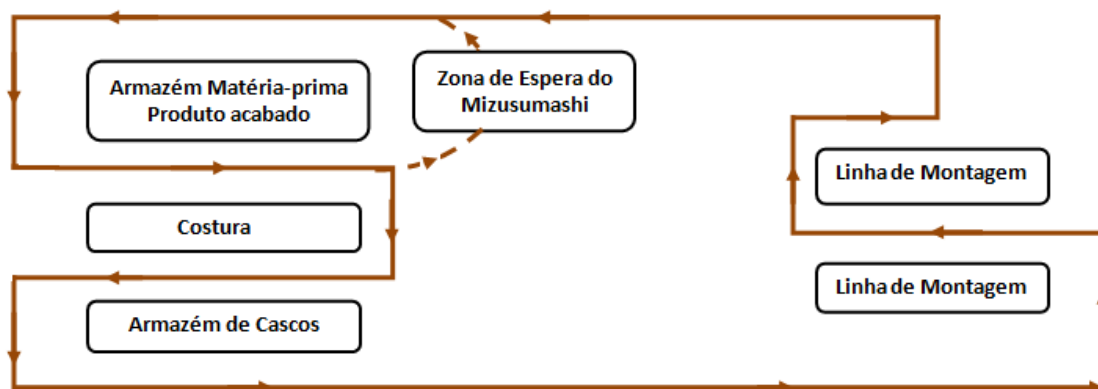 Armazém Matéria-prima
Produto acabado
Zona de Espera do
Mizusumashi
Linha de Montagem
Costura
Linha de Montagem
Armazém de Cascos